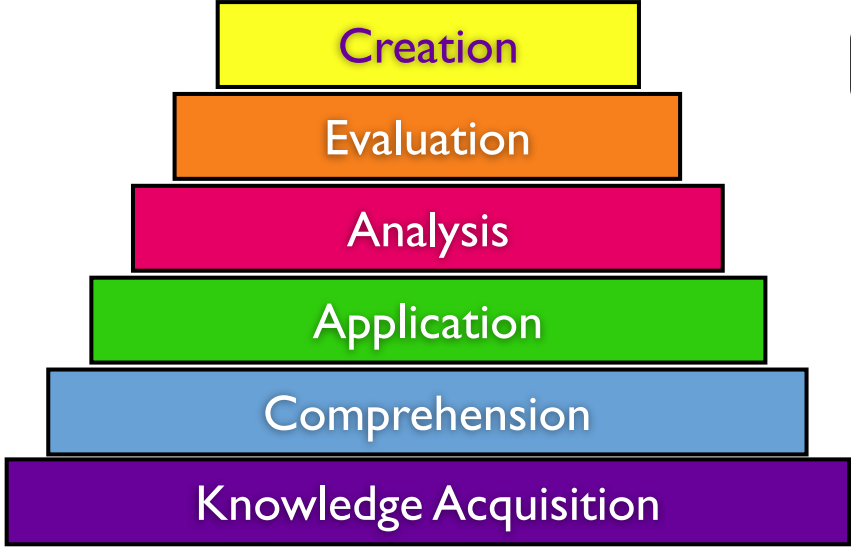 Creation
Evaluation
Analysis
Application
Comprehension
Knowledge Acquisition